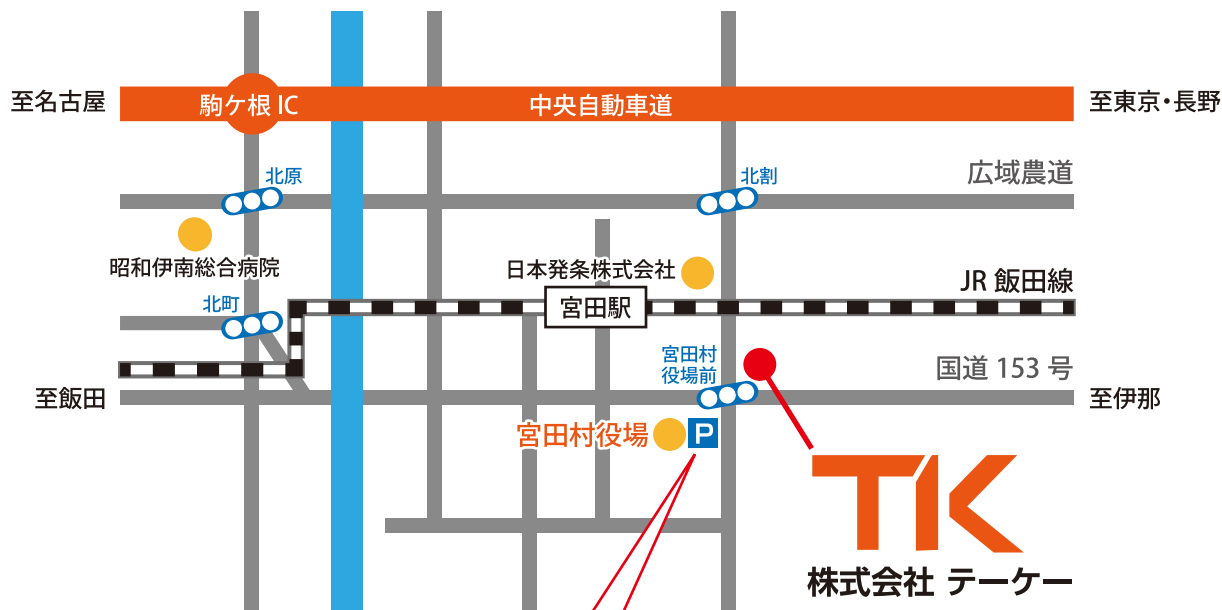 至名古屋
駒ケ根 IC
中央自動車道
至東京・長野
北原
北割
広域農道
昭和伊南総合病院
日本発条株式会社
JR 飯田線
北町
宮田駅
宮田村
役場前
国道 153 号
至飯田
至伊那
宮田村役場
P
TK
株式会社 テーケー